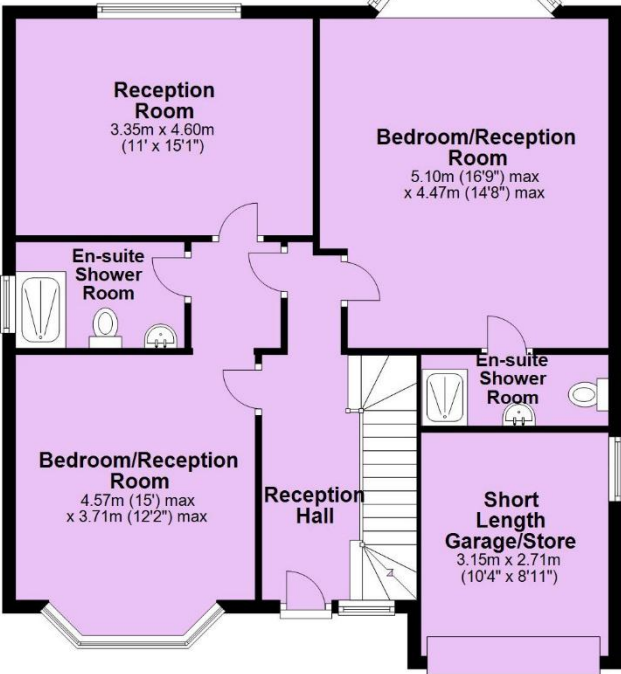 Reception
Room
3.35m x 4.60m
(11' x 15'1")
Bedroom/Reception
Room
5.10m (16'9") max
x 4.47m (14'8") max
En-suite
Shower
Room
En-suite
Shower
Room
Bedroom/Reception
Room
4.57m (15') max
x 3.71m (12'2") max
Reception
Hall
Short
Length
Garage/Store
3.15m x 2.71m
(10'4" x 8'11")